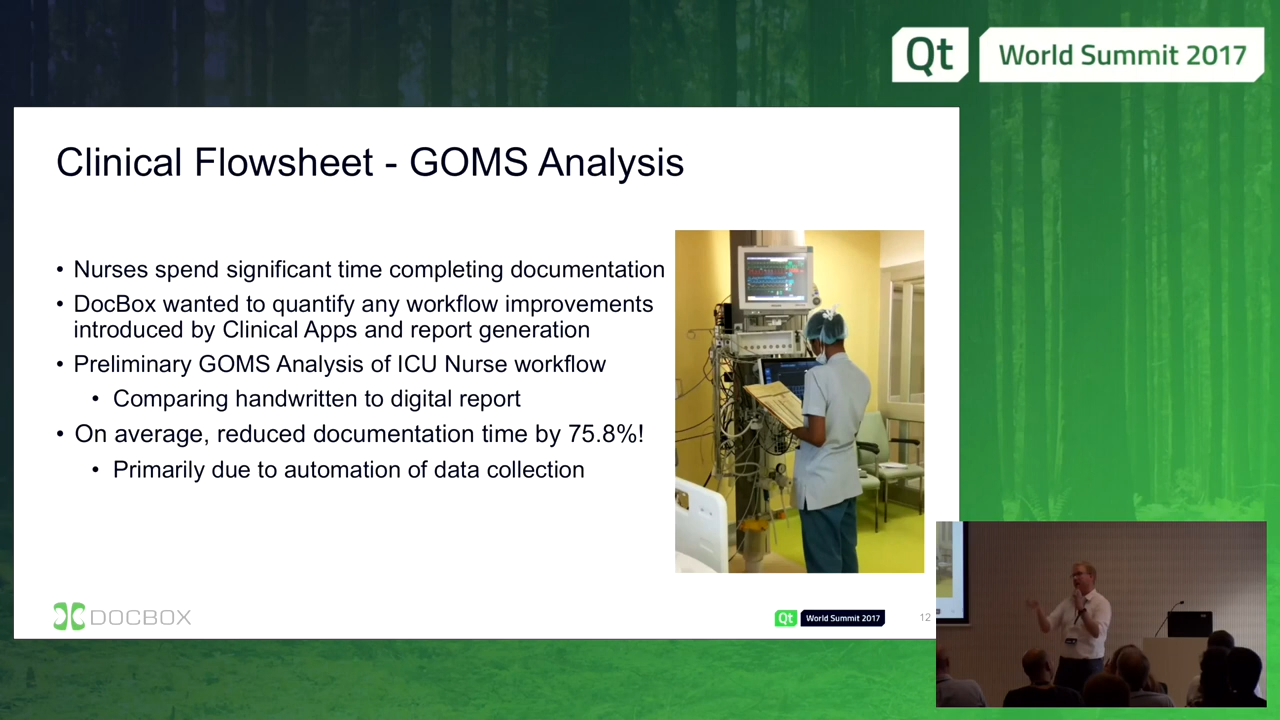 Qt World Summit 2017
Clinical Flowsheet - GOMS Analysis
• Nurses spend significant time completing documentation
• DocBox wanted to quantify any workflow improvements
introduced by Clinical Apps and report generation
• Preliminary GOMS Analysis of ICU Nurse workflow
• Comparing handwritten to digital report
• On average, reduced documentation time by 75.8%!
• Primarily due to automation of data collection
DOCBOX
Qt World Summit 2017
12